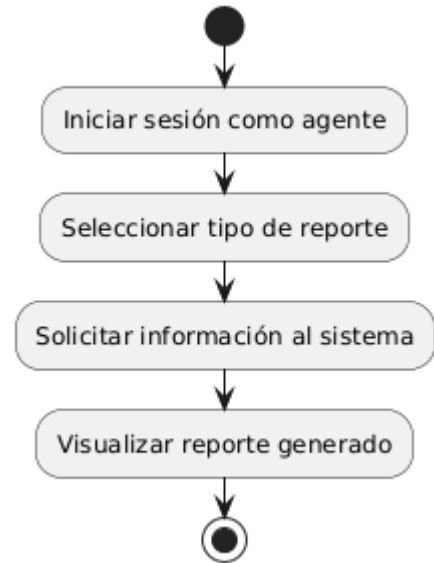 Iniciar sesión como agente
Seleccionar tipo de reporte
Solicitar información al sistema
Visualizar reporte generado